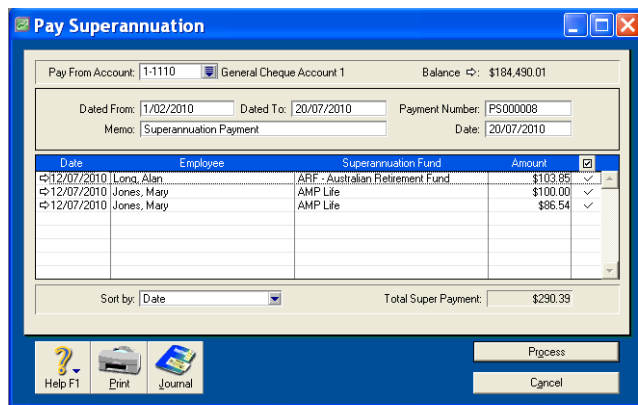 Pay Superannuation
Pay From Account: 1-1110 General Cheque Account 1 Balance ⇨: $184,490.01
Dated From: 1/02/2010 Dated To: 20/07/2010 Payment Number: PS000008
Memo: Superannuation Payment Date: 20/07/2010
Date Employee Superannuation Fund Amount
12/07/2010 Long, Alan ARF - Australian Retirement Fund $103.85
12/07/2010 Jones, Mary AMP Life $100.00
12/07/2010 Jones, Mary AMP Life $86.54
Sort by: Date Total Super Payment: $290.39
Help F1 Print Journal
Process
Cancel